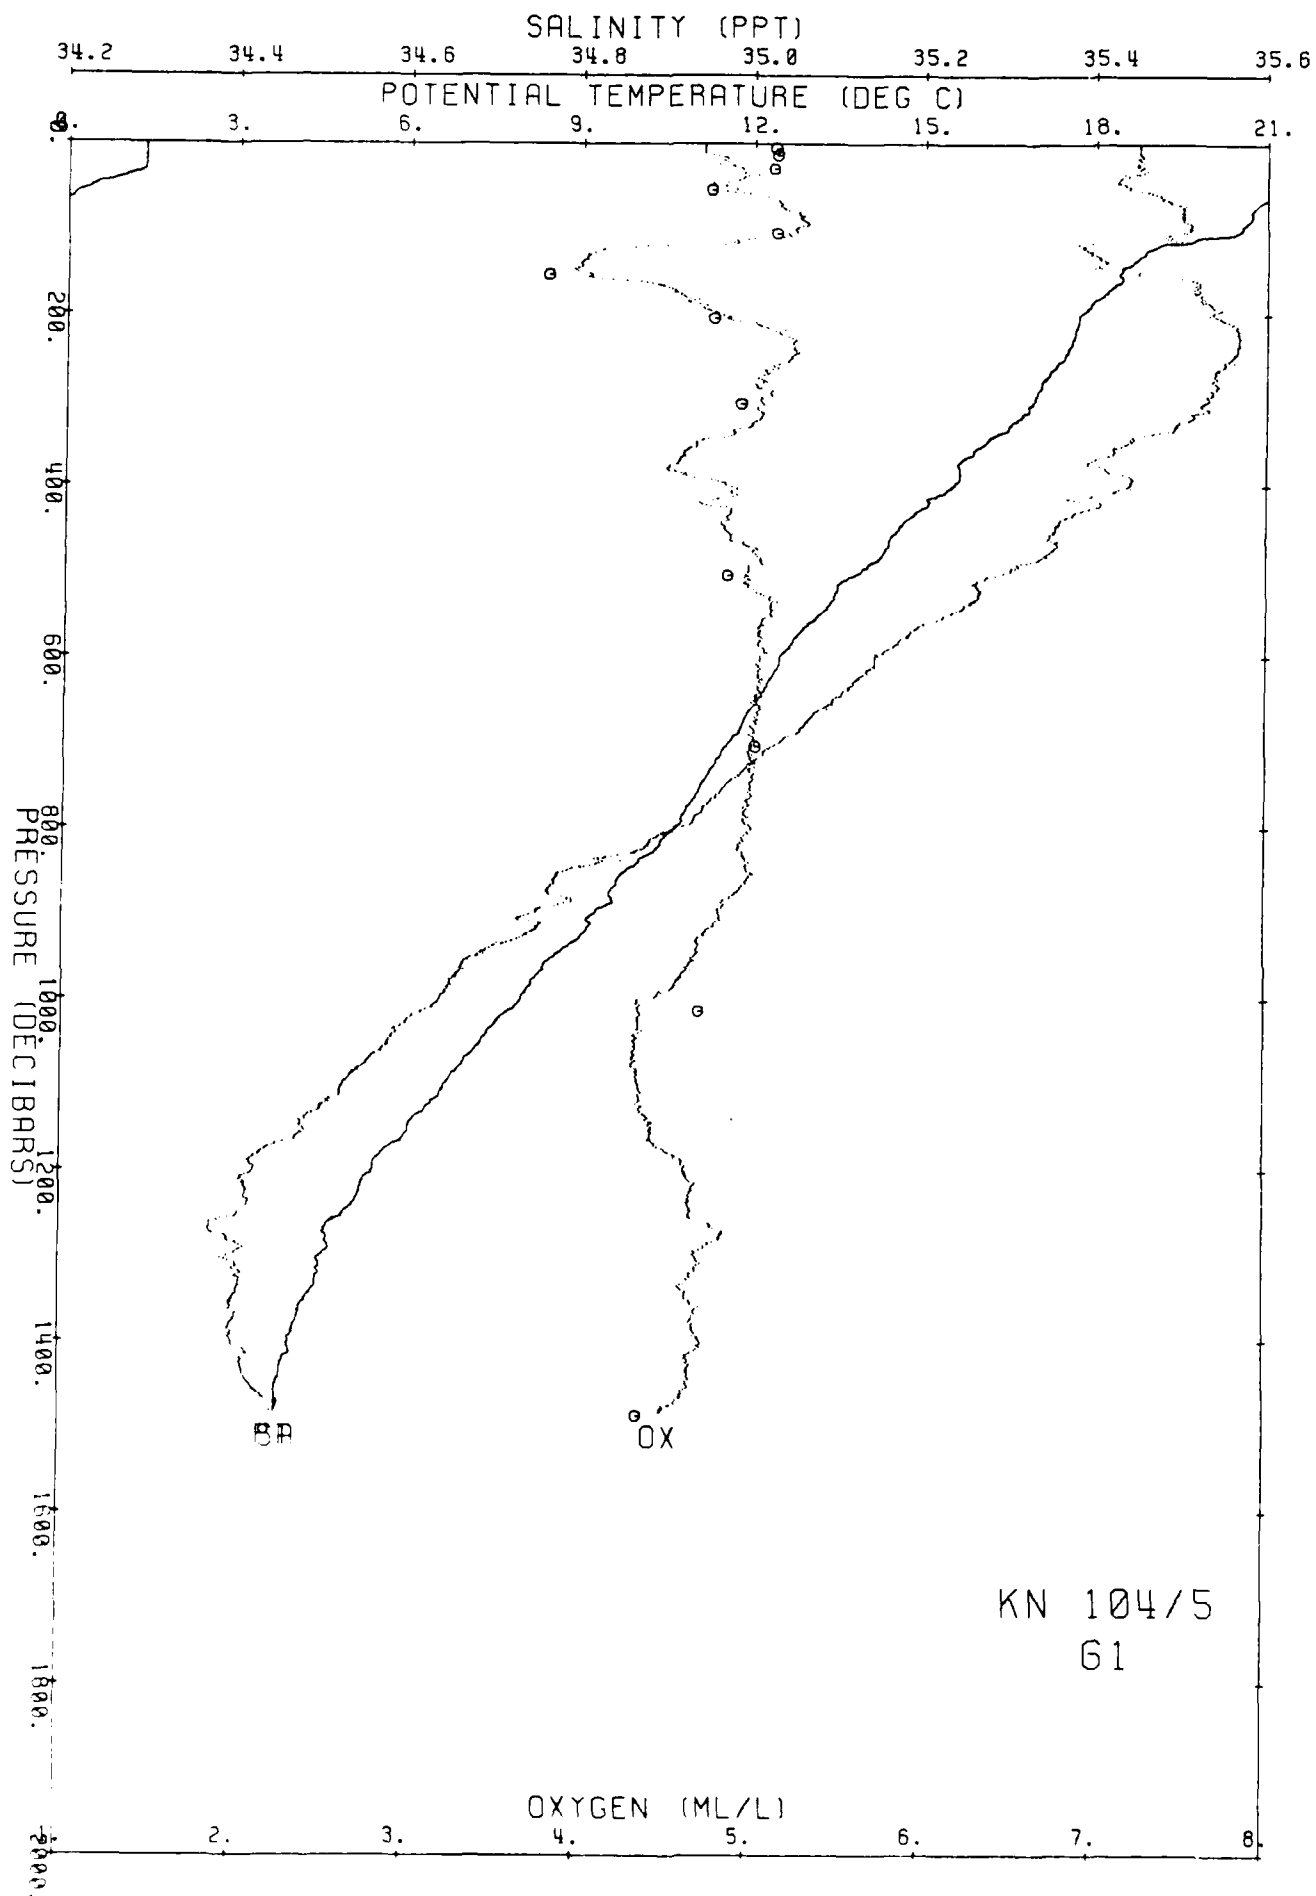 SALINITY (PPT)
34.2 34.4 34.6 34.8 35.0 35.2 35.4 35.6
POTENTIAL TEMPERATURE (DEG C)
3. 6. 9. 12. 15. 18. 21.
200.
400.
600.
800.
1000.
1200.
1400.
1600.
1800.
2000.
PRESSURE (DECIBARS)
OX
KN 104/5
61
OXYGEN (ML/L)
2. 3. 4. 5. 6. 7. 8.